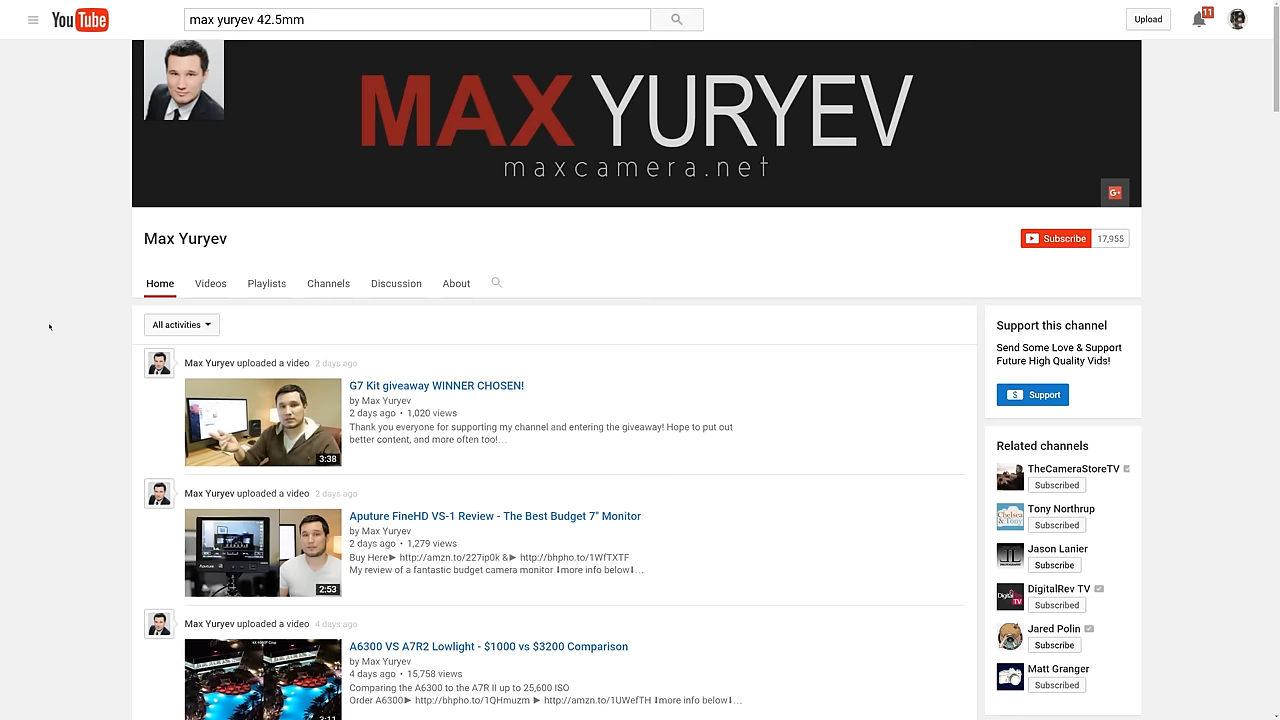 YouTube
max yuryev 42.5mm
Upload
11
MAX YURYEV
maxcamera.net
G+
Max Yuryev
Subscribe 17,955
Home Videos Playlists Channels Discussion About
All activities
Max Yuryev uploaded a video 2 days ago
G7 Kit giveaway WINNER CHOSEN!
by Max Yuryev
2 days ago • 1,020 views
Thank you everyone for supporting my channel and entering the giveaway! Hope to put out
better content, and more often too!...
3:38
Max Yuryev uploaded a video 2 days ago
Aputure FineHD VS-1 Review - The Best Budget 7" Monitor
by Max Yuryev
2 days ago • 1,279 views
Buy Here► http://amzn.to/227ip0k &► http://bhpho.to/1WfTXTF
My review of a fantastic budget camera monitor ⬇more info below⬇...
2:53
Max Yuryev uploaded a video 4 days ago
A6300 VS A7R2 Lowlight - $1000 vs $3200 Comparison
by Max Yuryev
4 days ago • 15,758 views
Comparing the A6300 to the A7R II up to 25,600 ISO
Order A6300► http://bhpho.to/1QHmuzm ► http://amzn.to/1UWefTH ⬇more info below⬇...
Support this channel
Send Some Love & Support
Future High Quality Vids!
$ Support
Related channels
TheCameraStoreTV
Subscribed
Tony Northrup
Subscribed
Jason Lanier
Subscribe
DigitalRev TV
Subscribed
Jared Polin
Subscribe
Matt Granger
Subscribed